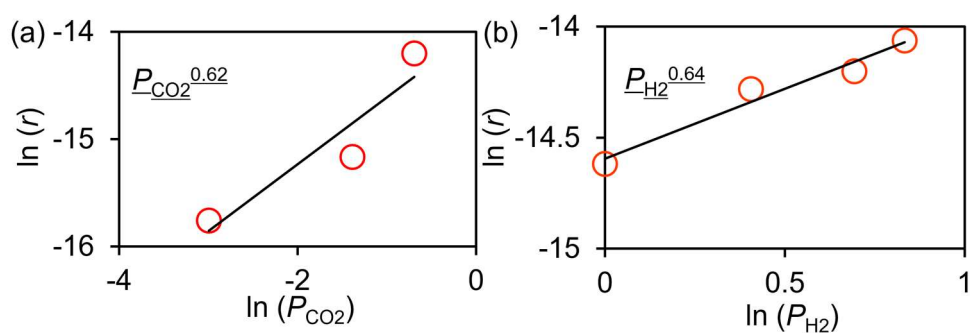 (a)
-14
-15
-16
ln (r)
P_CO2^0.62
-4
-2
0
ln (P_CO2)
(b)
-14
-14.5
-15
ln (r)
P_H2^0.64
0
0.5
1
ln (P_H2)